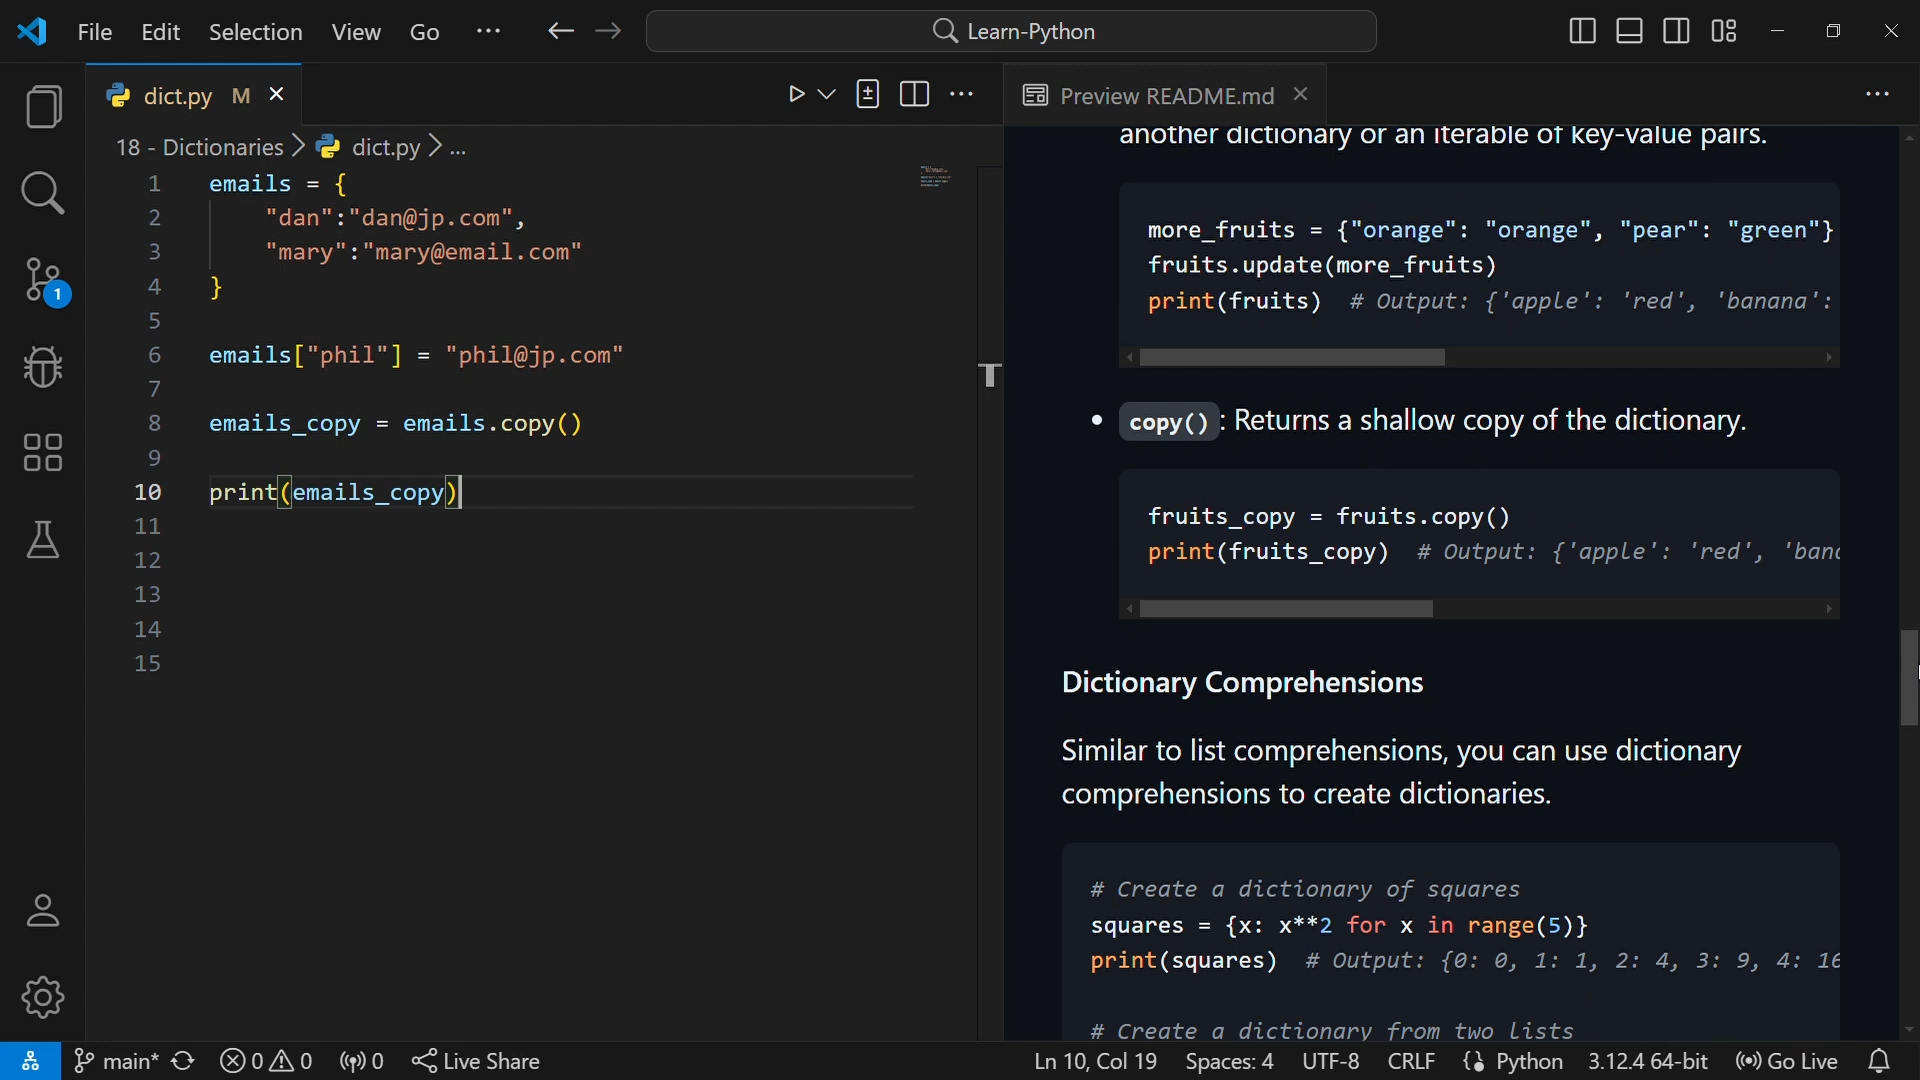 File Edit Selection View Go ··· Learn-Python
dict.py M
Preview README.md
18 - Dictionaries > dict.py > ...
1 emails = {
2 "dan":"dan@jp.com",
3 "mary":"mary@email.com"
4 }
5
6 emails["phil"] = "phil@jp.com"
7
8 emails_copy = emails.copy()
9
10 print(emails_copy)
11
12
13
14
15
another dictionary or an iterable of key-value pairs.
more_fruits = {"orange": "orange", "pear": "green"}
fruits.update(more_fruits)
print(fruits) # Output: {'apple': 'red', 'banana':
• copy(): Returns a shallow copy of the dictionary.
fruits_copy = fruits.copy()
print(fruits_copy) # Output: {'apple': 'red', 'bana
Dictionary Comprehensions
Similar to list comprehensions, you can use dictionary
comprehensions to create dictionaries.
# Create a dictionary of squares
squares = {x: x**2 for x in range(5)}
print(squares) # Output: {0: 0, 1: 1, 2: 4, 3: 9, 4: 16
# Create a dictionary from two lists
1
main* 0 0 0 Live Share Ln 10, Col 19 Spaces: 4 UTF-8 CRLF {} Python 3.12.4 64-bit Go Live